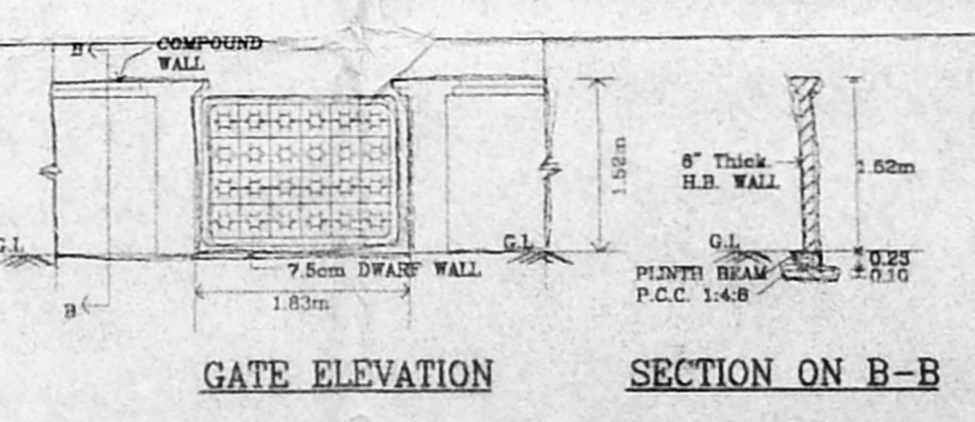 B
COMPOUND
WALL
1.52m
6" Thick
H.B. WALL
1.52m
G.L
G.L
G.L
7.5cm DWARF WALL
PLINTH BEAM
P.C.C. 1:4:8
0.23
0.10
1.83m
B
GATE ELEVATION
SECTION ON B-B